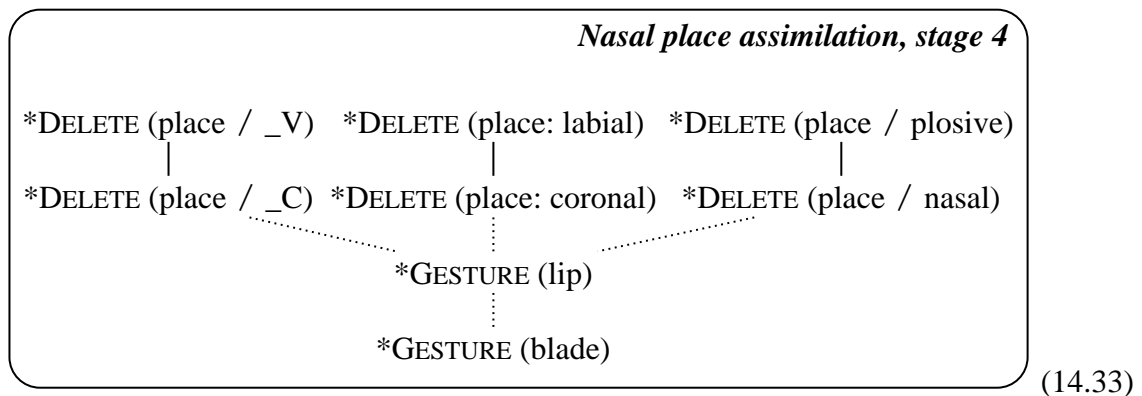 Nasal place assimilation, stage 4
*DELETE (place / _V) *DELETE (place: labial) *DELETE (place / plosive)
*DELETE (place / _C) *DELETE (place: coronal) *DELETE (place / nasal)
*GESTURE (lip)
*GESTURE (blade)
(14.33)